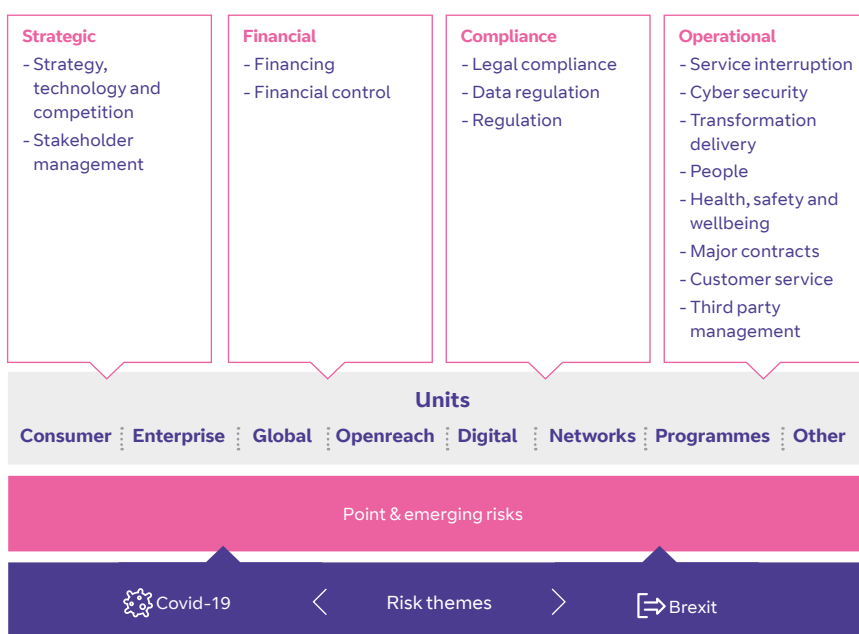 Strategic
- Strategy,
technology and
competition
- Stakeholder
management
Financial
- Financing
- Financial control
Compliance
- Legal compliance
- Data regulation
- Regulation
Operational
- Service interruption
- Cyber security
- Transformation
delivery
- People
- Health, safety and
wellbeing
- Major contracts
- Customer service
- Third party
management
Units
Consumer Enterprise Global Openreach Digital Networks Programmes Other
Point & emerging risks
Covid-19 Risk themes Brexit